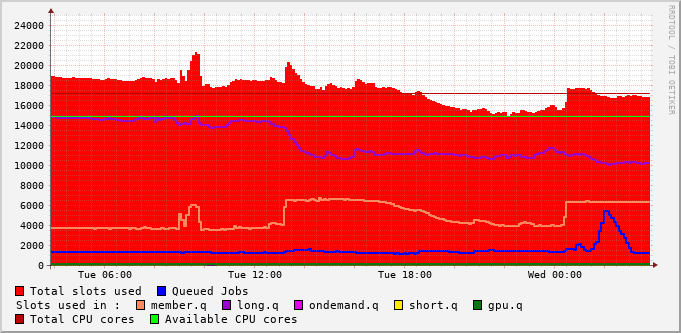 RRDTOOL / TOBI OETIKER
24000
22000
20000
18000
16000
14000
12000
10000
8000
6000
4000
2000
0
Tue 06:00 Tue 12:00 Tue 18:00 Wed 00:00
Total slots used Queued Jobs
Slots used in : member.q long.q ondemand.q short.q gpu.q
Total CPU cores Available CPU cores